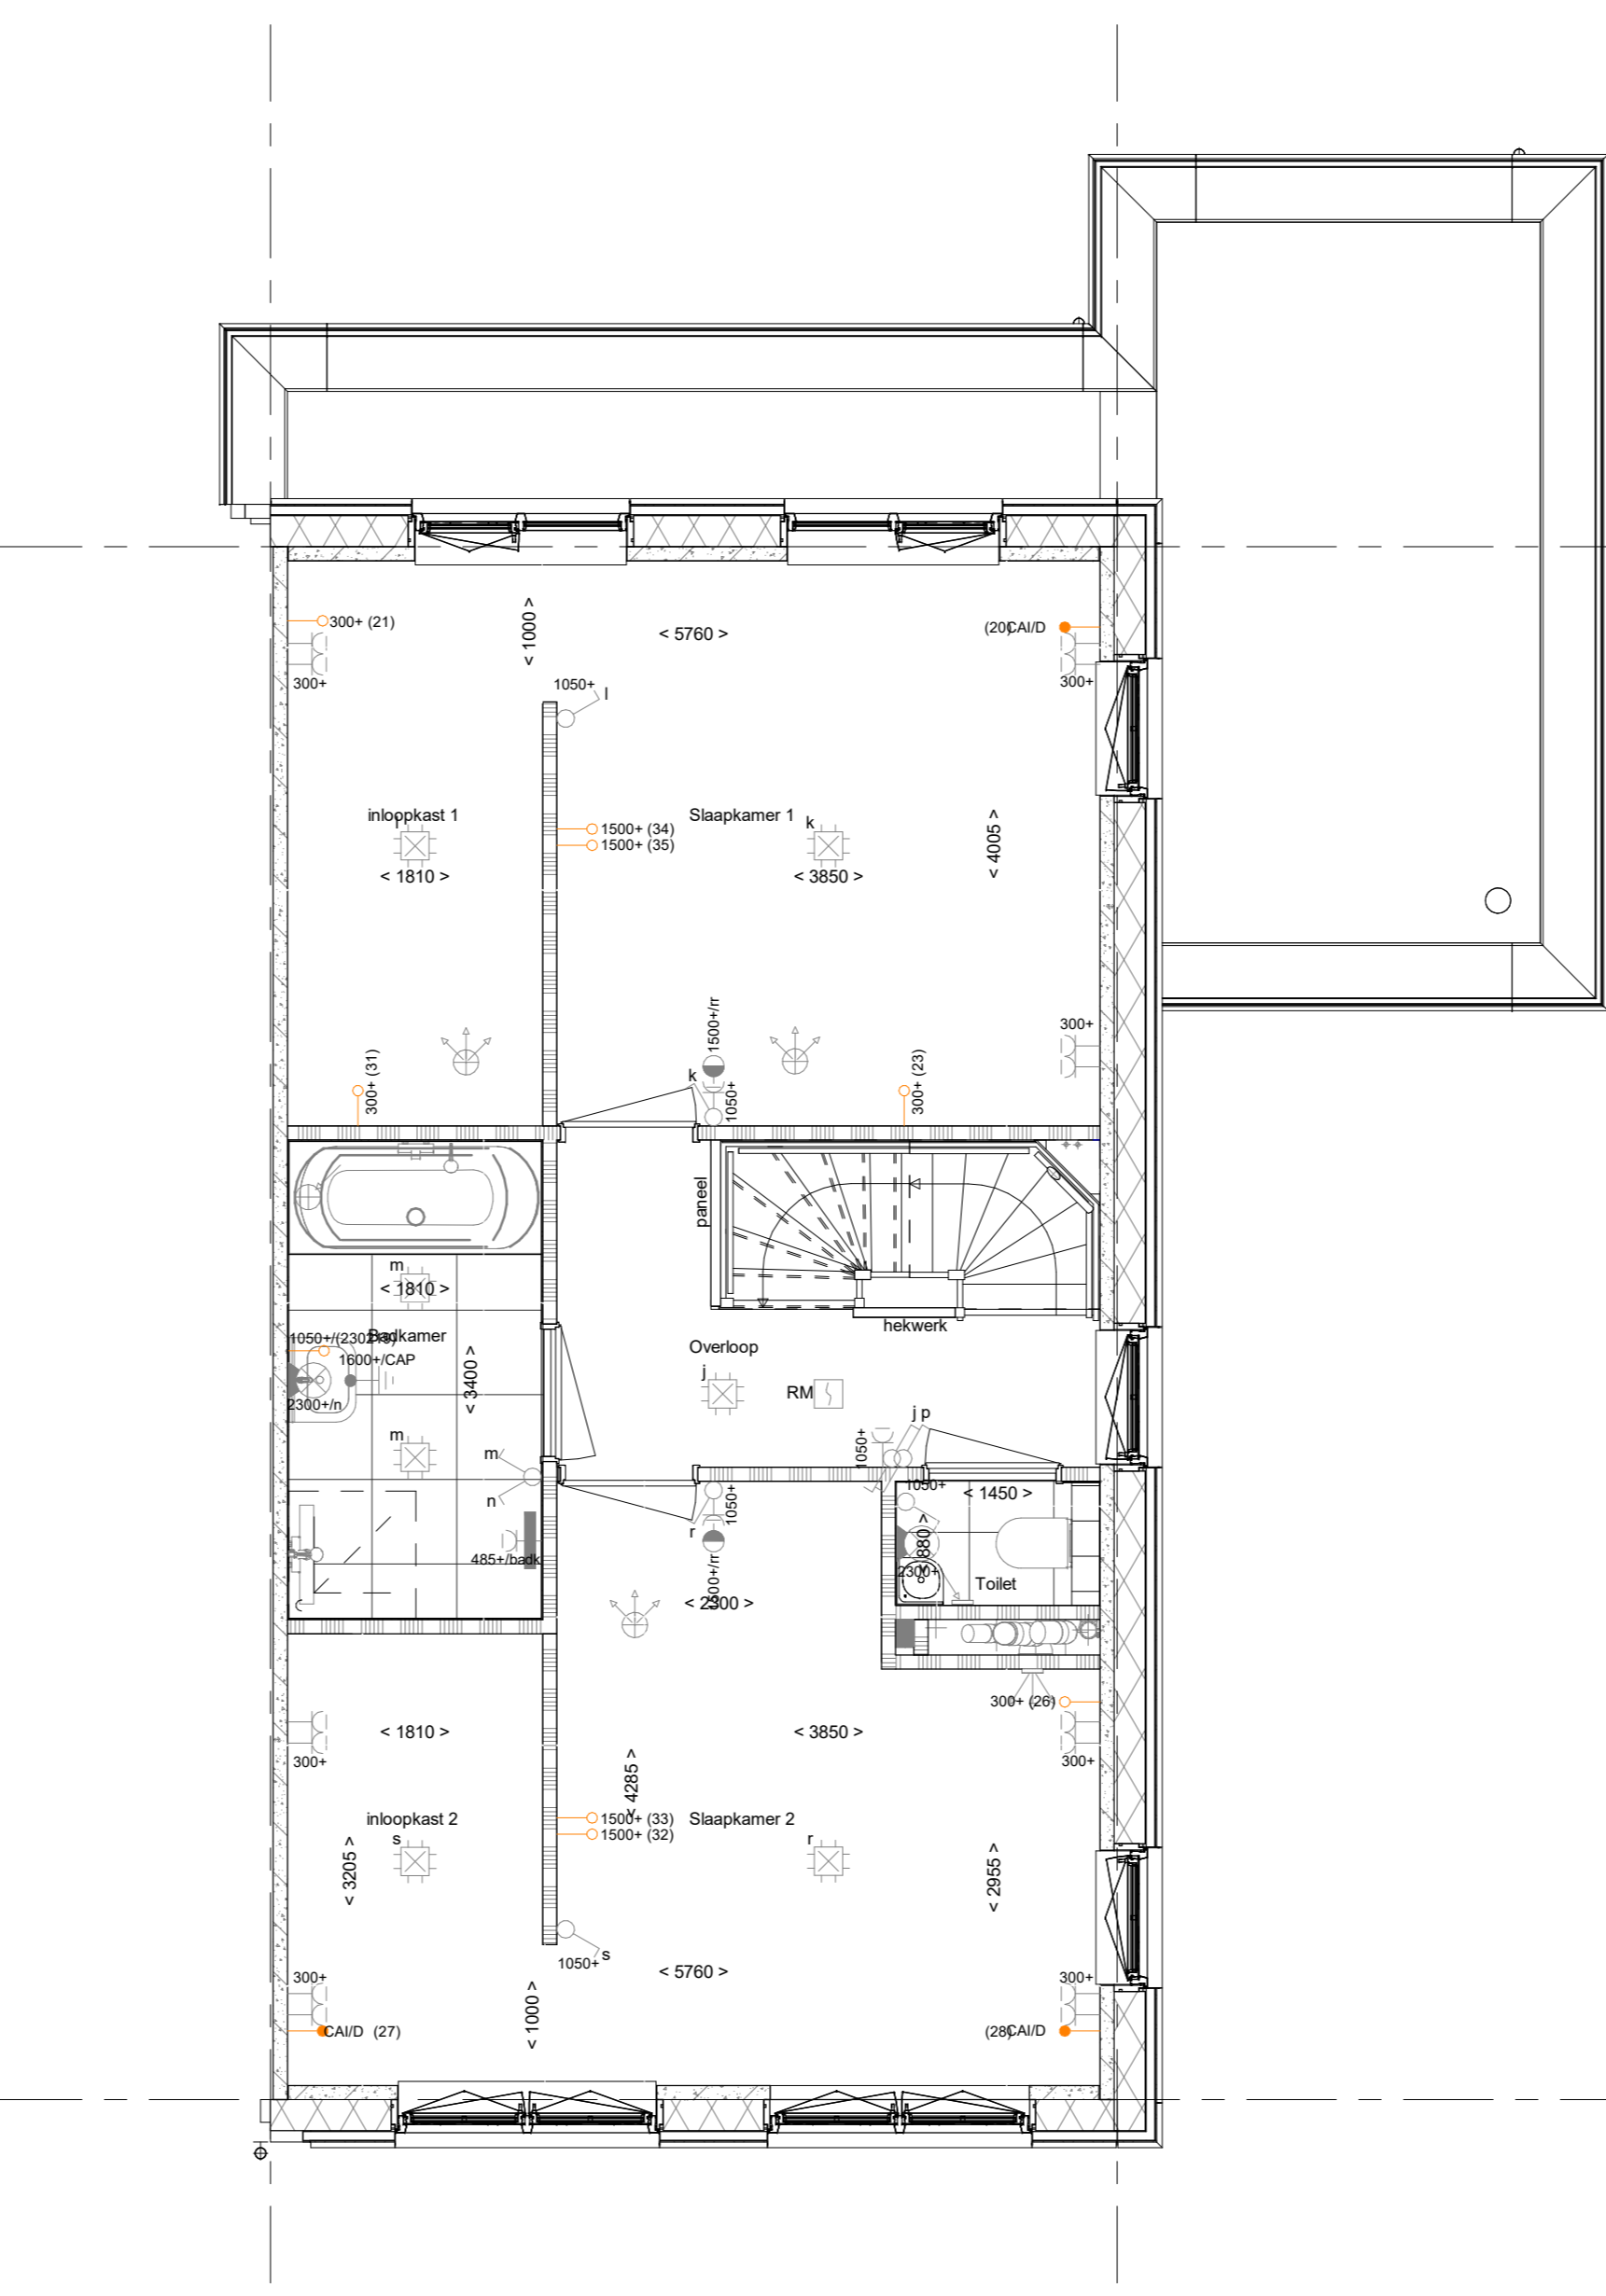 300+ (21)
300+
< 1000 >
< 5760 >
(20)
CAI/D
300+
1050+
l
inloopkast 1
l
< 1810 >
1500+ (34)
1500+ (35)
Slaapkamer 1
k
< 3850 >
< 4005 >
300+ (31)
k
1500+/rr
1050+
300+ (23)
300+
paneel
hekwerk
m
< 1810 >
Badkamer
1600+/CAP
2300+/n
< 3400 >
m
m
n
485+/badk
Overloop
j
RM
j p
1050+
1050+
< 1450 >
< 880 >
2300+
Toilet
r
1050+
< 2300 >
300+ (26)
300+
300+
< 1810 >
< 3850 >
< 4285 >
inloopkast 2
s
< 3205 >
1500+ (33)
1500+ (32)
Slaapkamer 2
r
< 2955 >
1050+
s
< 5760 >
< 1000 >
300+
CAI/D (27)
300+
(28)
CAI/D